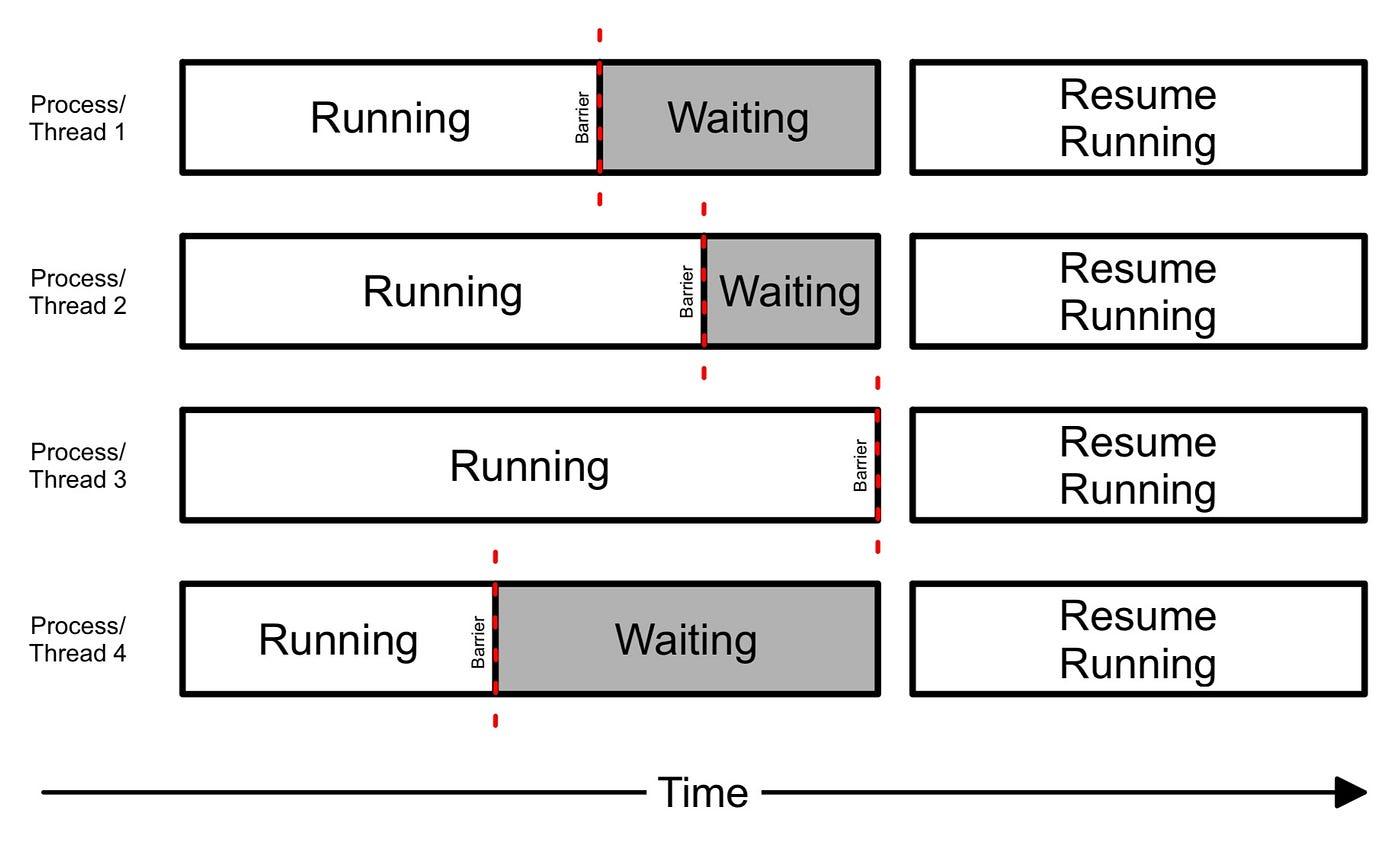 Process/
Thread 1
Running
Barrier
Waiting
Resume
Running
Process/
Thread 2
Running
Barrier
Waiting
Resume
Running
Process/
Thread 3
Running
Barrier
Resume
Running
Process/
Thread 4
Running
Barrier
Waiting
Resume
Running
Time